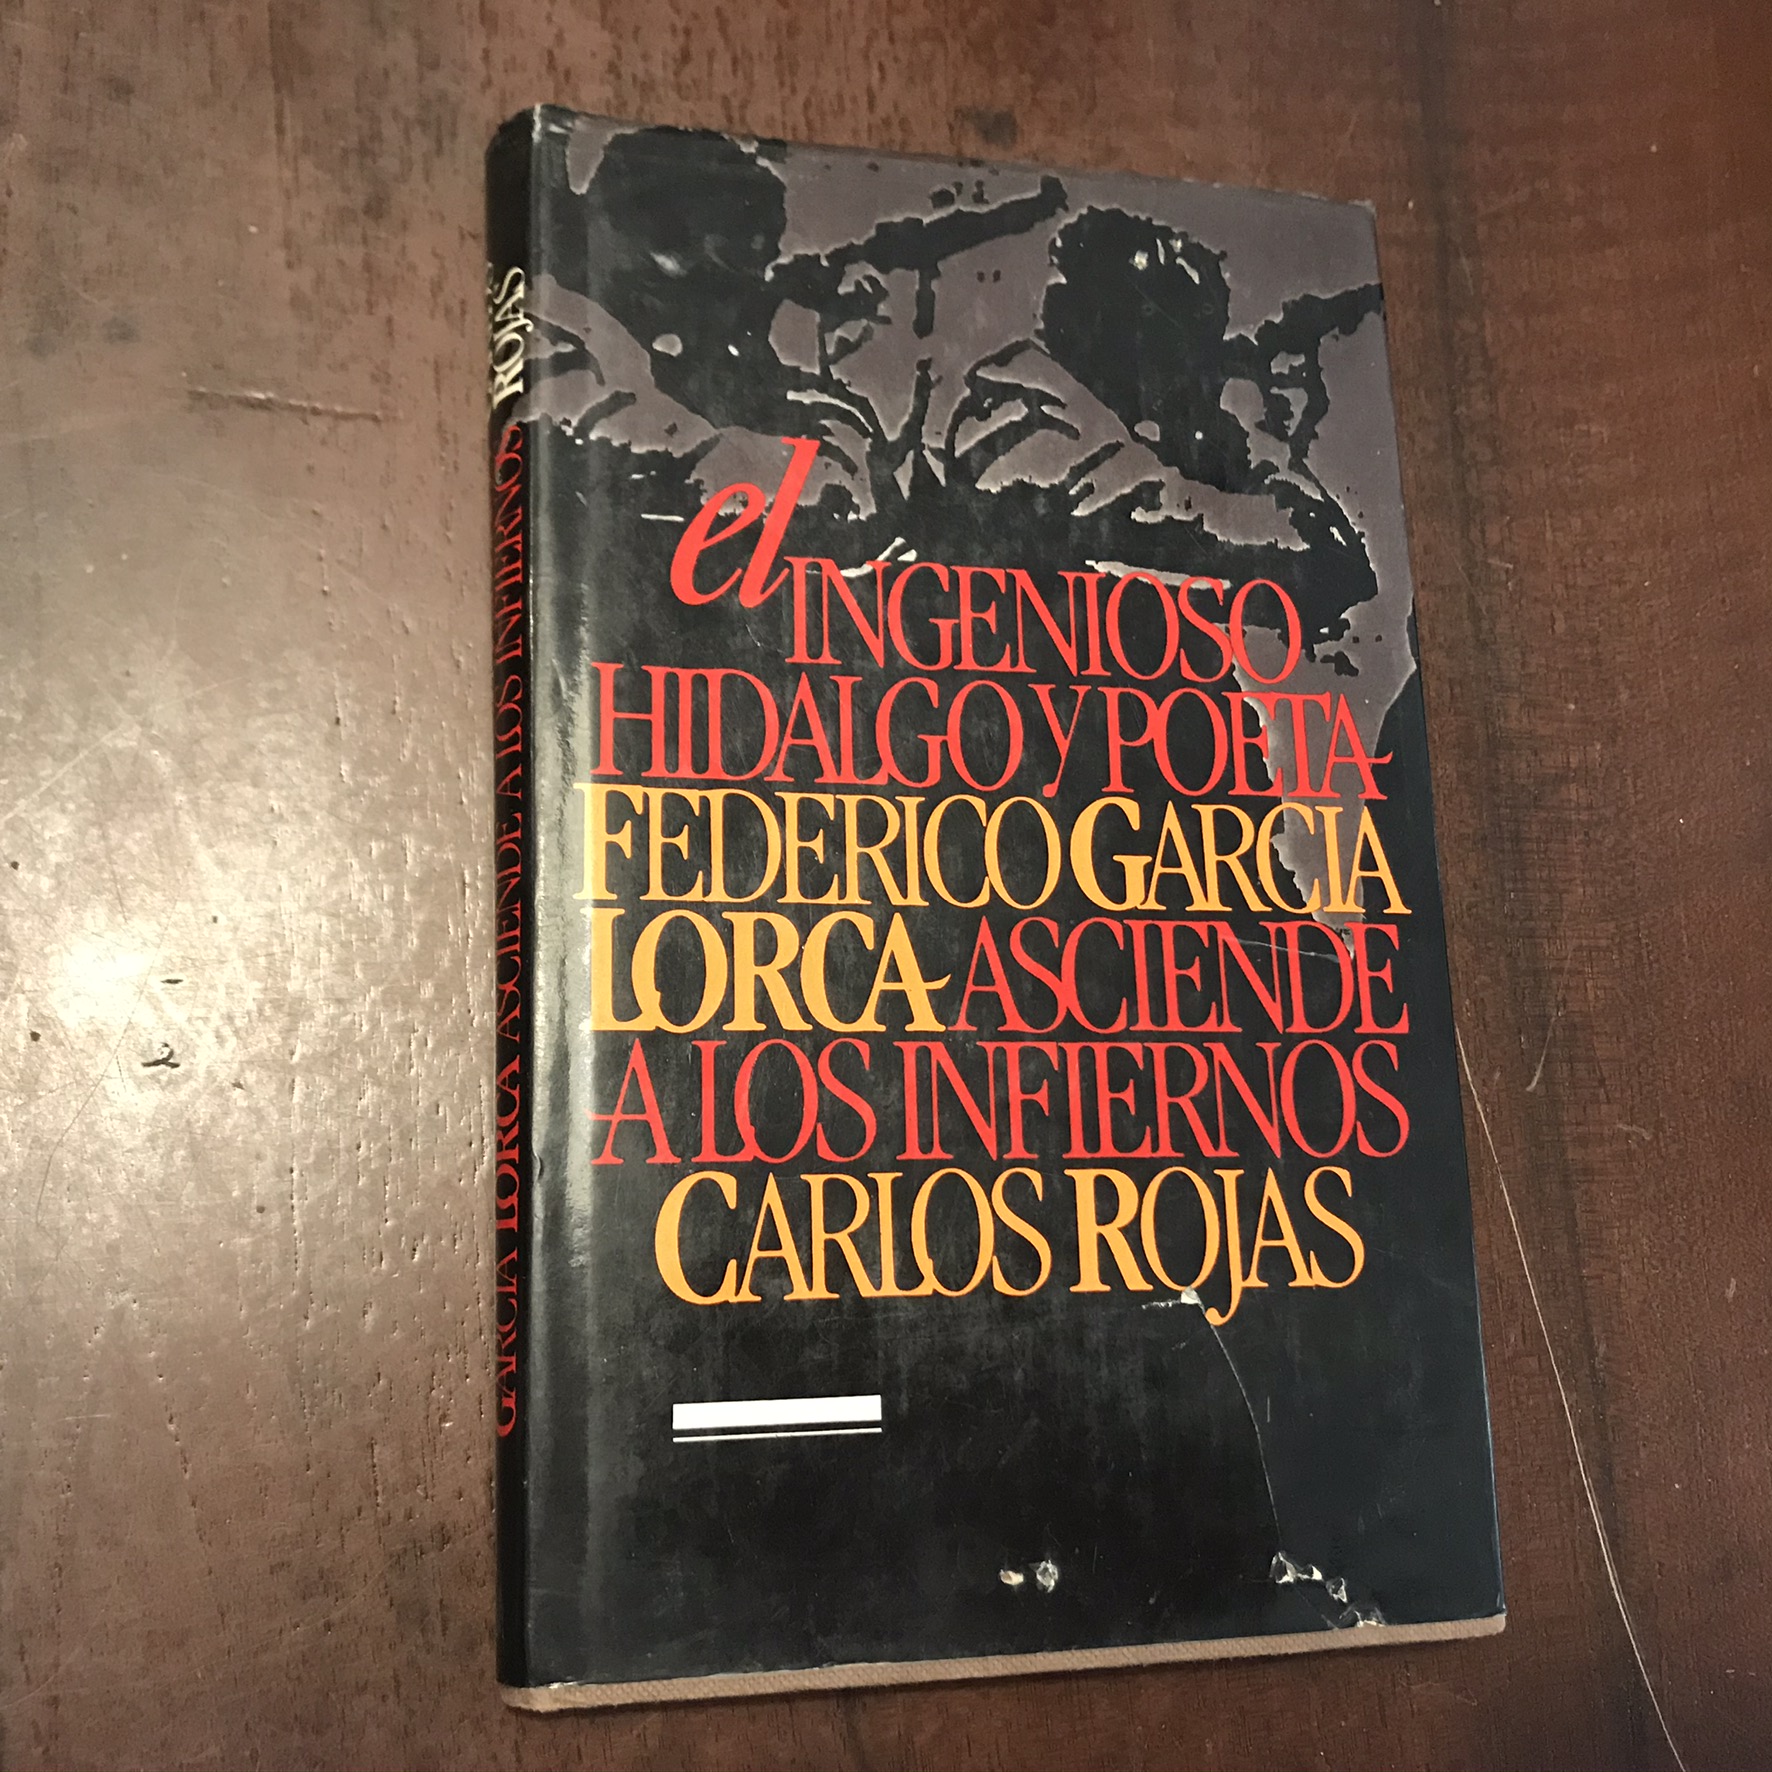 el INGENIOSO
HIDALGO Y POETA
FEDERICO GARCIA
LORCA ASCIENDE
A LOS INFIERNOS
CARLOS ROJAS
GARCIA LORCA ASCIENDE A LOS INFIERNOS ROJAS